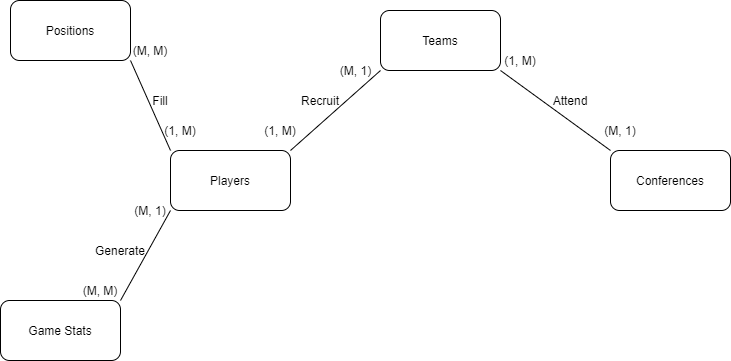 Positions
Teams
(M, M)
(1, M)
(M, 1)
Fill
Recruit
Attend
(1, M)
(1, M)
(M, 1)
Players
Conferences
(M, 1)
Generate
(M, M)
Game Stats